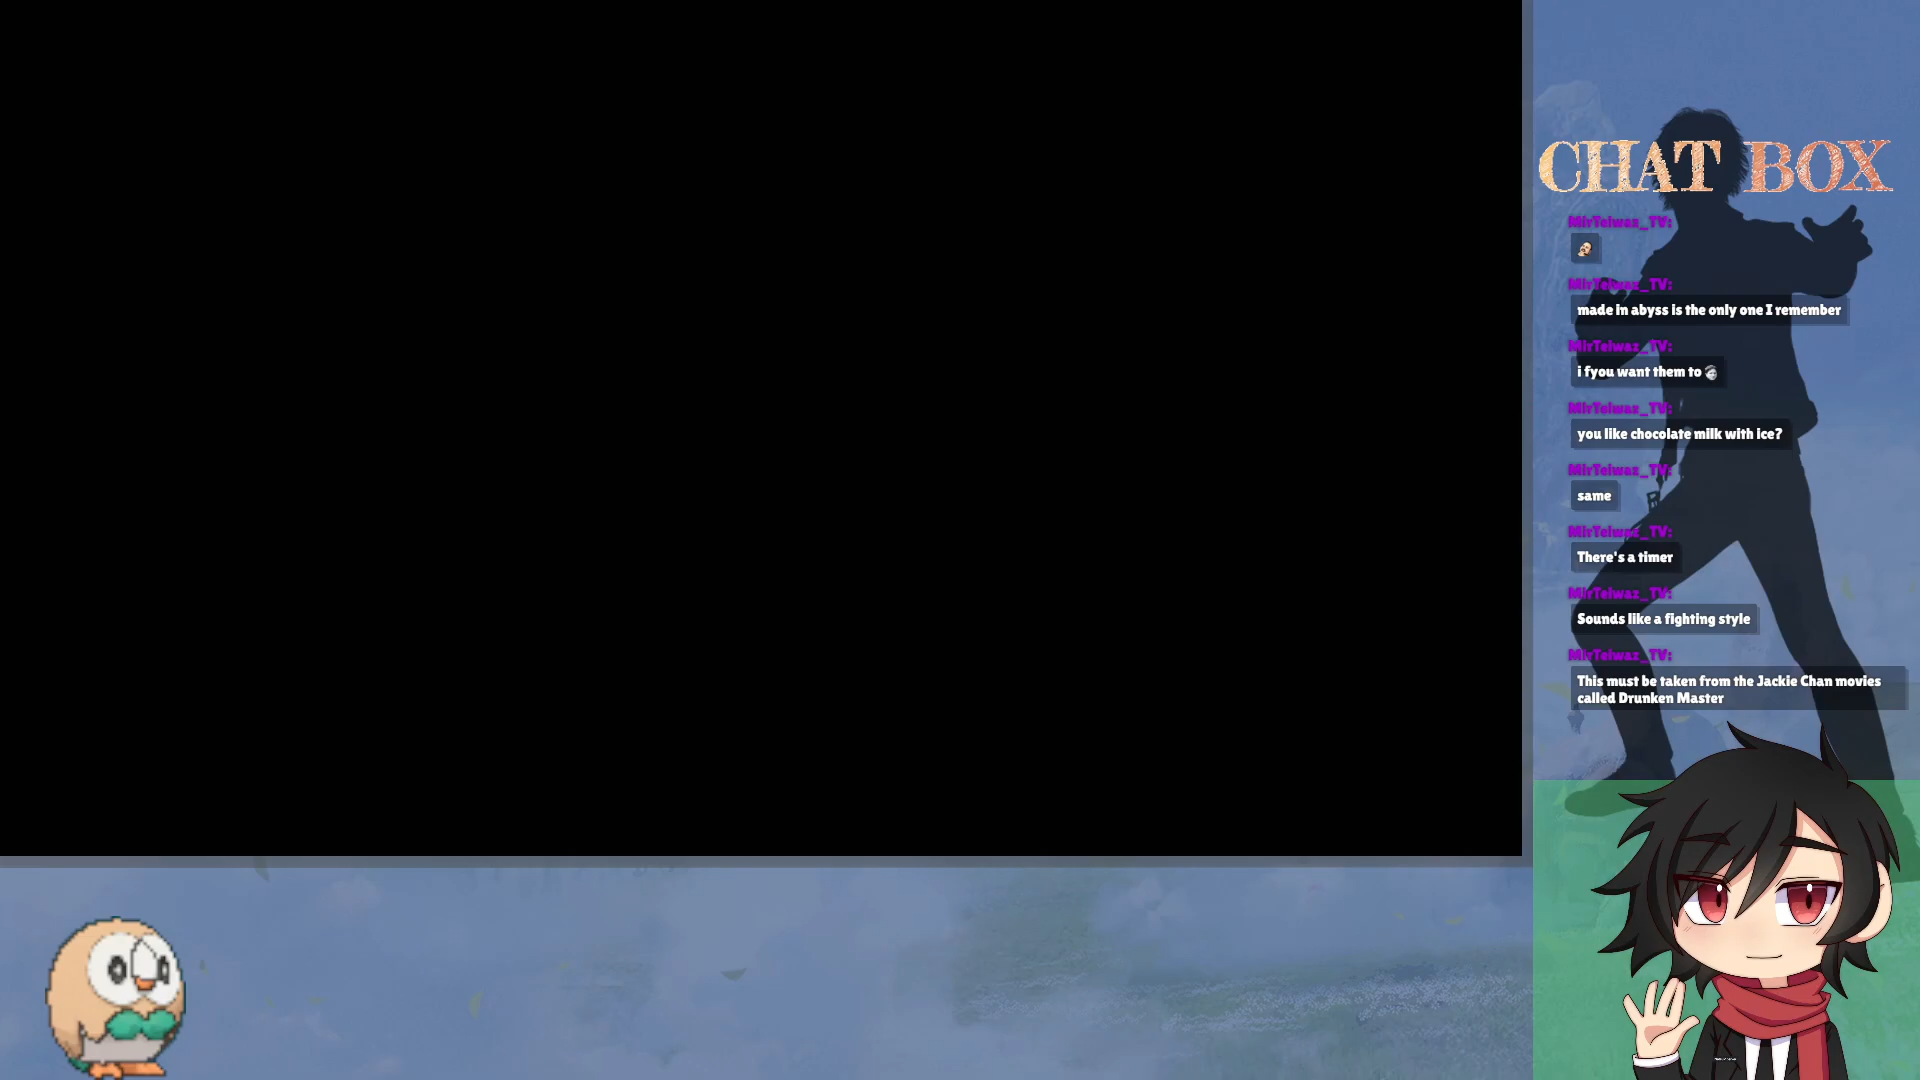 CHAT BOX
MirTeiwaz_TV:
MirTeiwaz_TV:
made in abyss is the only one I remember
MirTeiwaz_TV:
i fyou want them to
MirTeiwaz_TV:
you like chocolate milk with ice?
MirTeiwaz_TV:
same
MirTeiwaz_TV:
There's a timer
MirTeiwaz_TV:
Sounds like a fighting style
MirTeiwaz_TV:
This must be taken from the Jackie Chan movies
called Drunken Master